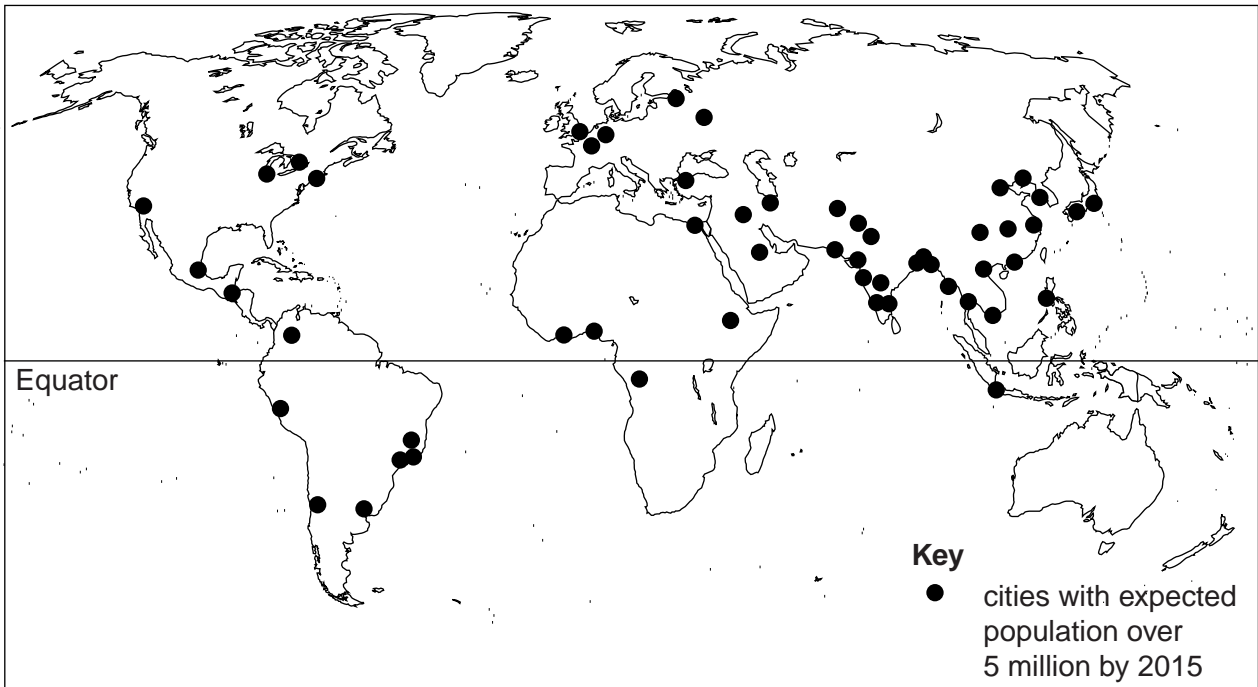 Equator
Key
cities with expected
population over
5 million by 2015